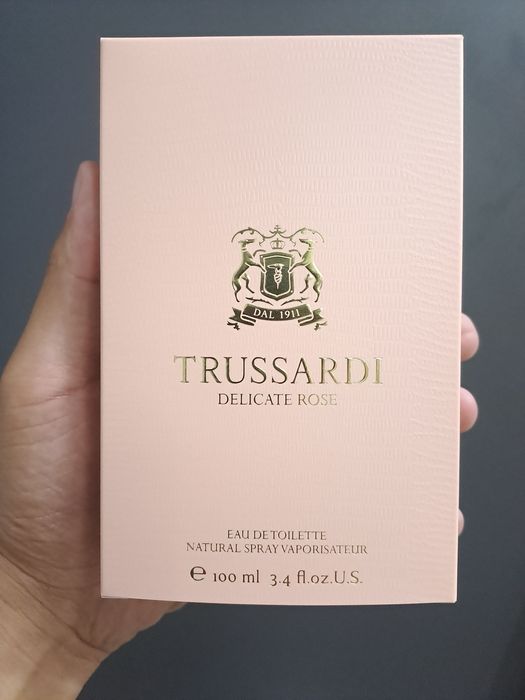 DAL 1911
TRUSSARDI
DELICATE ROSE
EAU DE TOILETTE
NATURAL SPRAY VAPORISATEUR
℮ 100 ml 3.4 fl.oz.U.S.